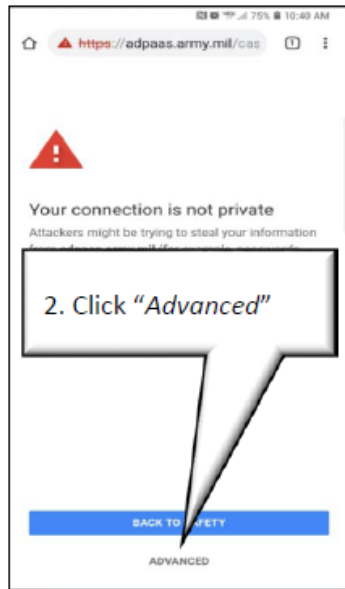 75% 10:40 AM
https://adpaas.army.mil/cas 1
Your connection is not private
Attackers might be trying to steal your information
2. Click “Advanced”
BACK TO SAFETY
ADVANCED